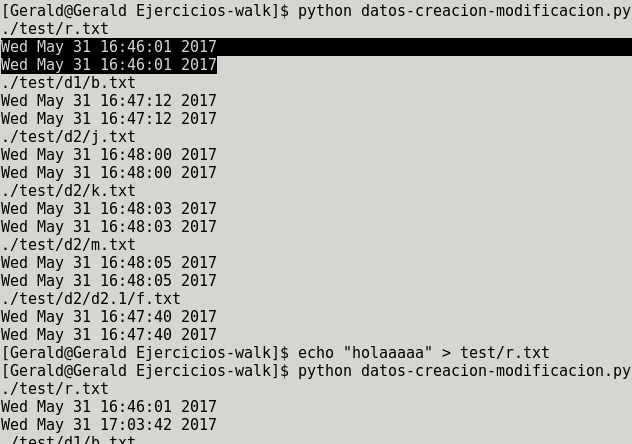 [Gerald@Gerald Ejercicios-walk]$ python datos-creacion-modificacion.py
./test/r.txt
Wed May 31 16:46:01 2017
Wed May 31 16:46:01 2017
./test/d1/b.txt
Wed May 31 16:47:12 2017
Wed May 31 16:47:12 2017
./test/d2/j.txt
Wed May 31 16:48:00 2017
Wed May 31 16:48:00 2017
./test/d2/k.txt
Wed May 31 16:48:03 2017
Wed May 31 16:48:03 2017
./test/d2/m.txt
Wed May 31 16:48:05 2017
Wed May 31 16:48:05 2017
./test/d2/d2.1/f.txt
Wed May 31 16:47:40 2017
Wed May 31 16:47:40 2017
[Gerald@Gerald Ejercicios-walk]$ echo "holaaaaa" > test/r.txt
[Gerald@Gerald Ejercicios-walk]$ python datos-creacion-modificacion.py
./test/r.txt
Wed May 31 16:46:01 2017
Wed May 31 17:03:42 2017
./test/d1/b.txt